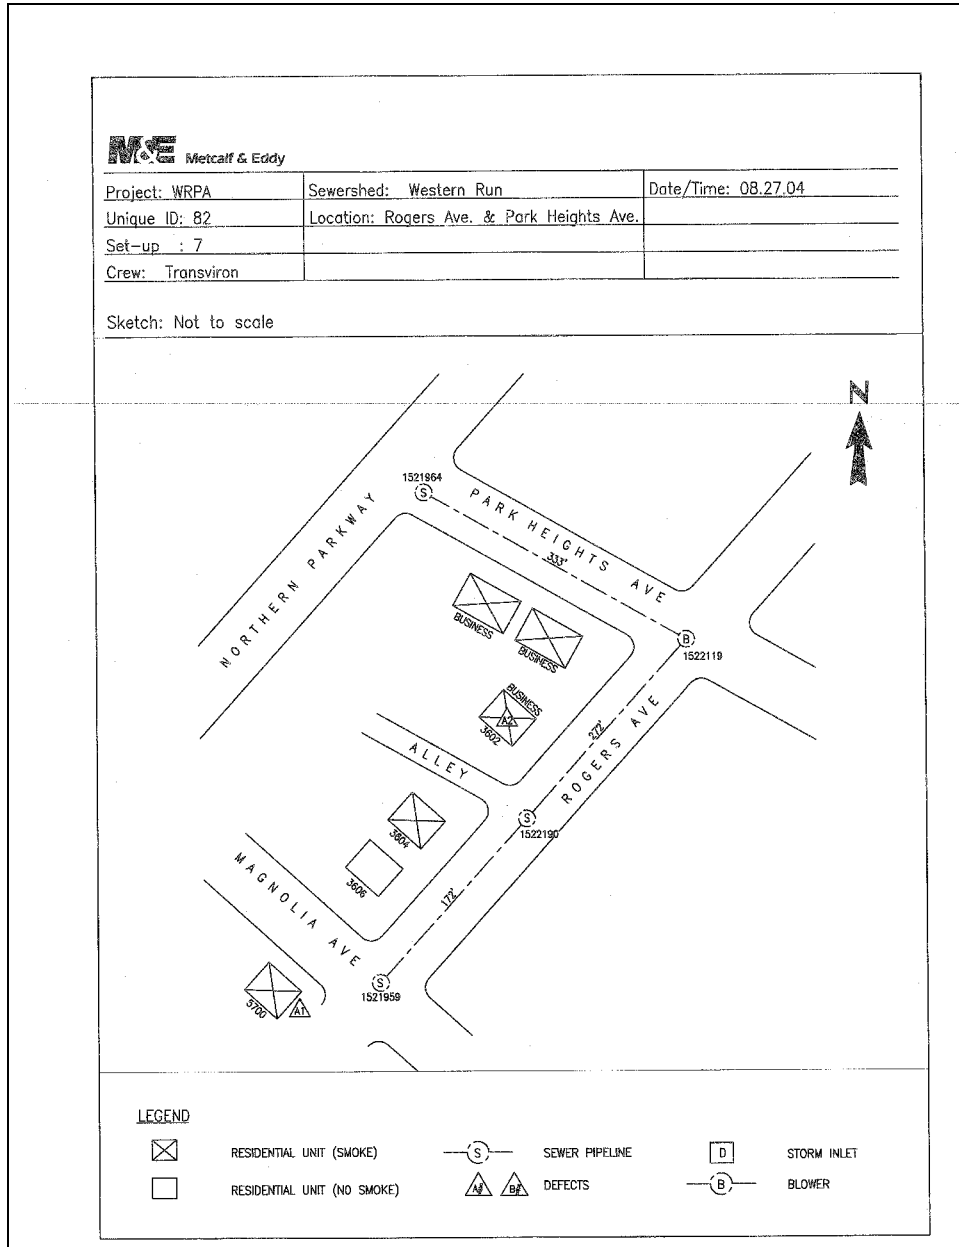 M&E Metcalf & Eddy
Project: WRPA
Sewershed: Western Run
Date/Time: 08.27.04
Unique ID: 82
Location: Rogers Ave. & Park Heights Ave.
Set-up : 7
Crew: Transviron
Sketch: Not to scale
N
1521964
S
PARK HEIGHTS AVE
NORTHERN PARKWAY
333'
BUSINESS
BUSINESS
B
1522119
BUSINESS
A2
3602
272'
ROGERS AVE
ALLEY
S
1522190
3604
3606
MAGNOLIA AVE
172'
S
1521959
5700
A1
LEGEND
RESIDENTIAL UNIT (SMOKE)
S
SEWER PIPELINE
D
STORM INLET
RESIDENTIAL UNIT (NO SMOKE)
A#
B#
DEFECTS
B
BLOWER